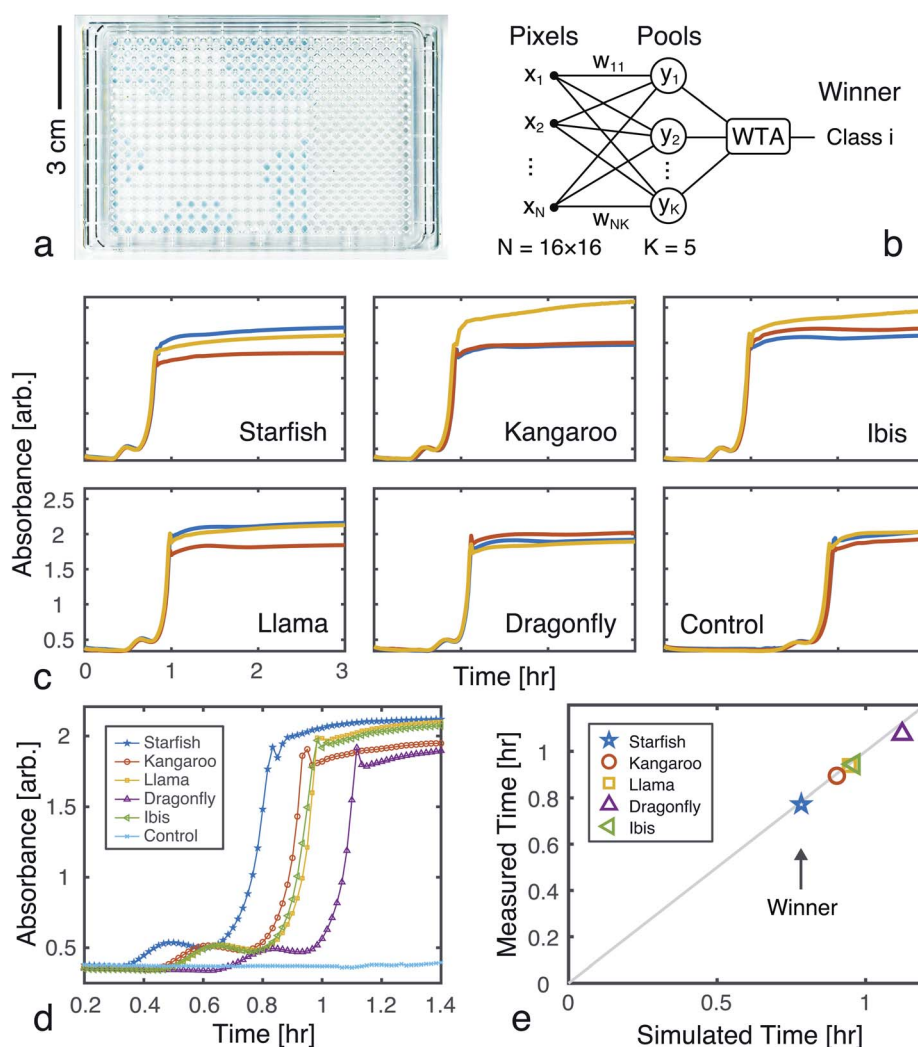 3 cm
a
Pixels Pools
x1 w11 y1
x2 y2
WTA
Winner
Class i
xN wNK yK
N = 16×16 K = 5
b
Absorbance [arb.]
Starfish
Kangaroo
Ibis
2.5
2
1.5
1
0.5
Llama
Dragonfly
Control
0 1 2 3
Time [hr]
c
Absorbance [arb.]
2
1.5
1
0.5
Starfish
Kangaroo
Llama
Dragonfly
Ibis
Control
0.2 0.4 0.6 0.8 1 1.2 1.4
Time [hr]
d
Measured Time [hr]
1
0.8
0.6
0.4
0.2
0
Starfish
Kangaroo
Llama
Dragonfly
Ibis
Winner
0 0.5 1
Simulated Time [hr]
e